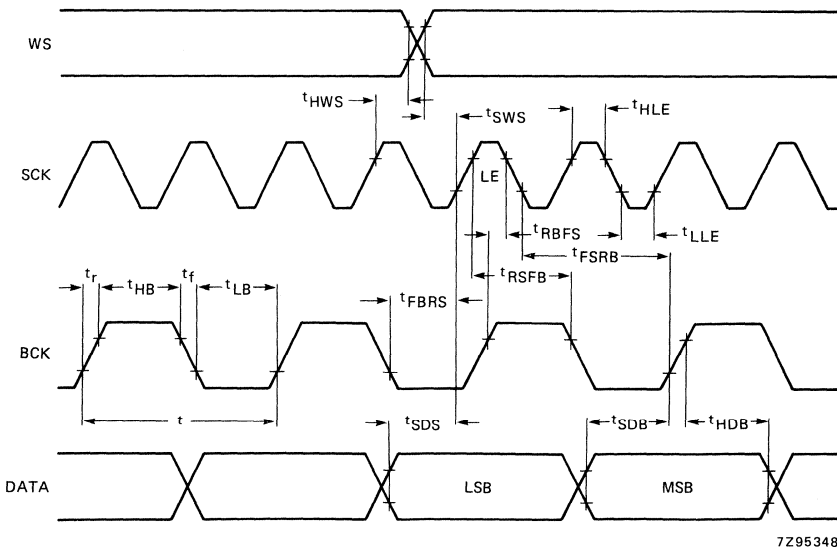 WS
tHWS
tSWS
tHLE
SCK
LE
tRBFS
tLLE
tFSRB
tRSFB
tr
tHB
tf
tLB
tFBRS
BCK
t
tSDS
tSDB
tHDB
DATA
LSB
MSB
7Z95348